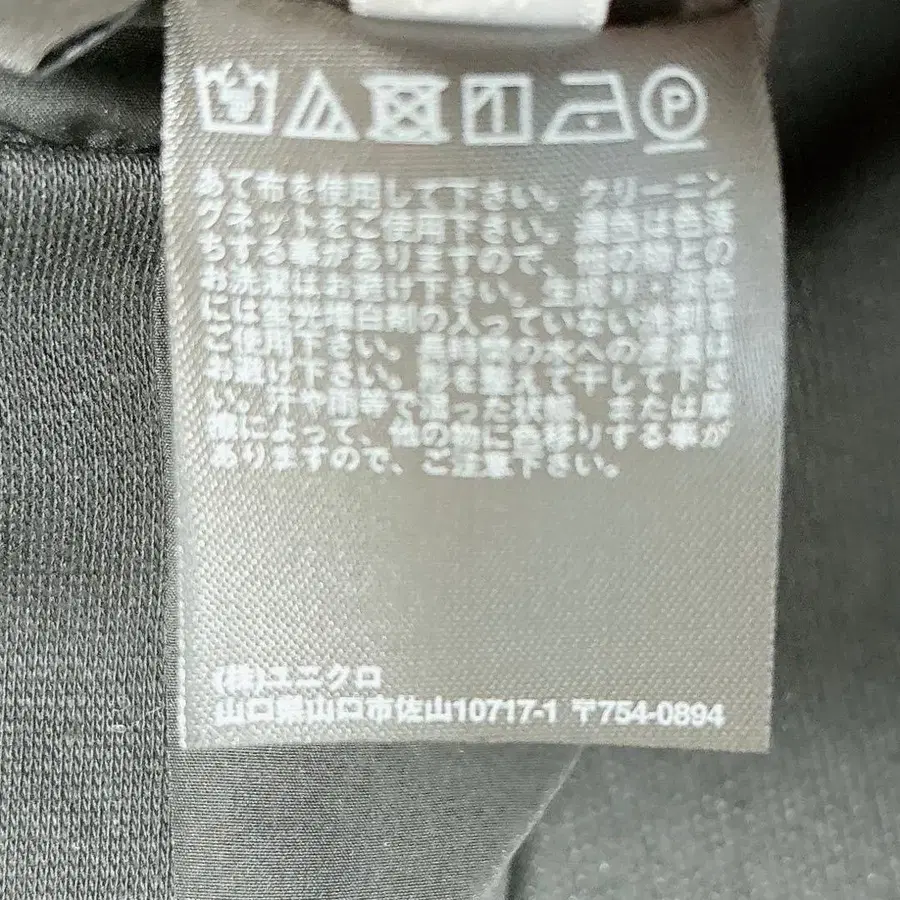 P
あて布を使用して下さい。クリーニン
グネットをご使用下さい。濃色は色落
ちする事がありますので、他の物との
お洗濯はお避け下さい。生成り・淡色
には蛍光増白剤の入っていない洗剤を
ご使用下さい。長時間の水への浸漬は
お避け下さい。形を整えて干して下さ
い。汗や雨等で湿った状態、または摩
擦によって、他の物に色移りする事が
ありますので、ご注意下さい。
(株)ユニクロ
山口県山口市佐山10717-1 〒754-0894